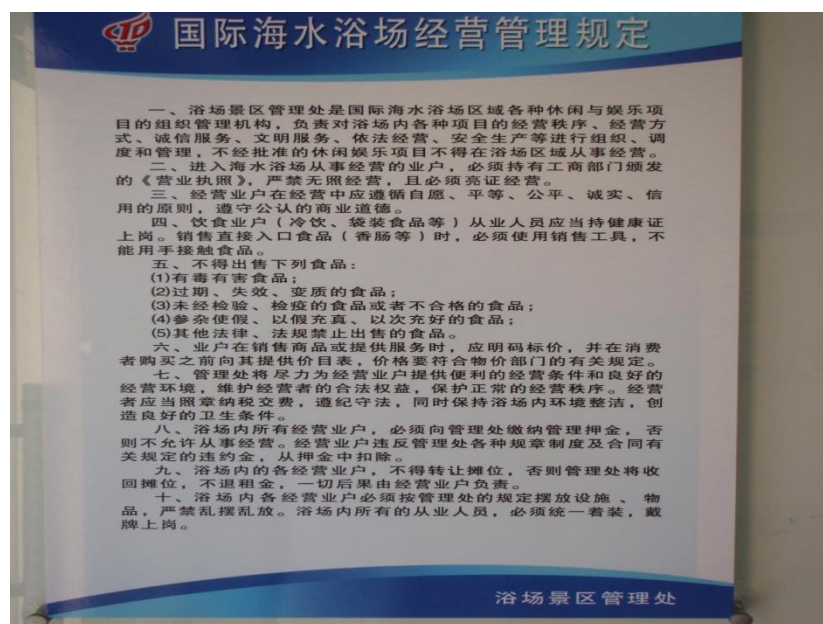 国际海水浴场经营管理规定
一、浴场景区管理处是国际海水浴场区域各种休闲与娱乐项
目的组织管理机构，负责对浴场内各种项目的经营秩序、经营方
式、诚信服务、文明服务、依法经营、安全生产等进行组织、调
度和管理，不经批准的休闲娱乐项目不得在浴场区域从事经营。
二、进入海水浴场从事经营的业户，必须持有工商部门颁发
的《营业执照》，严禁无照经营，且必须亮证经营。
三、经营业户在经营中应遵循自愿、平等、公平、诚实、信
用的原则，遵守公认的商业道德。
四、饮食业户（冷饮、袋装食品等）从业人员应当持健康证
上岗。销售直接入口食品（香肠等）时，必须使用销售工具，不
能用手接触食品。
五、不得出售下列食品：
(1)有毒有害食品；
(2)过期、失效、变质的食品；
(3)未经检验、检疫的食品或者不合格的食品；
(4)参杂使假、以假充真、以次充好的食品；
(5)其他法律、法规禁止出售的食品。
六、业户在销售商品或提供服务时，应明码标价，并在消费
者购买之前向其提供价目表，价格要符合物价部门的有关规定。
七、管理处将尽力为经营业户提供便利的经营条件和良好的
经营环境，维护经营者的合法权益，保护正常的经营秩序。经营
者应当照章纳税交费，遵纪守法，同时保持浴场内环境整洁，创
造良好的卫生条件。
八、浴场内所有经营业户，必须向管理处缴纳管理押金，否
则不允许从事经营。经营业户违反管理处各种规章制度及合同有
关规定的违约金，从押金中扣除。
九、浴场内的各经营业户，不得转让摊位，否则管理处将收
回摊位，不退租金，一切后果由经营业户负责。
十、浴场内各经营业户必须按管理处的规定摆放设施、物
品，严禁乱摆乱放。浴场内所有的从业人员，必须统一着装，戴
牌上岗。
浴场景区管理处